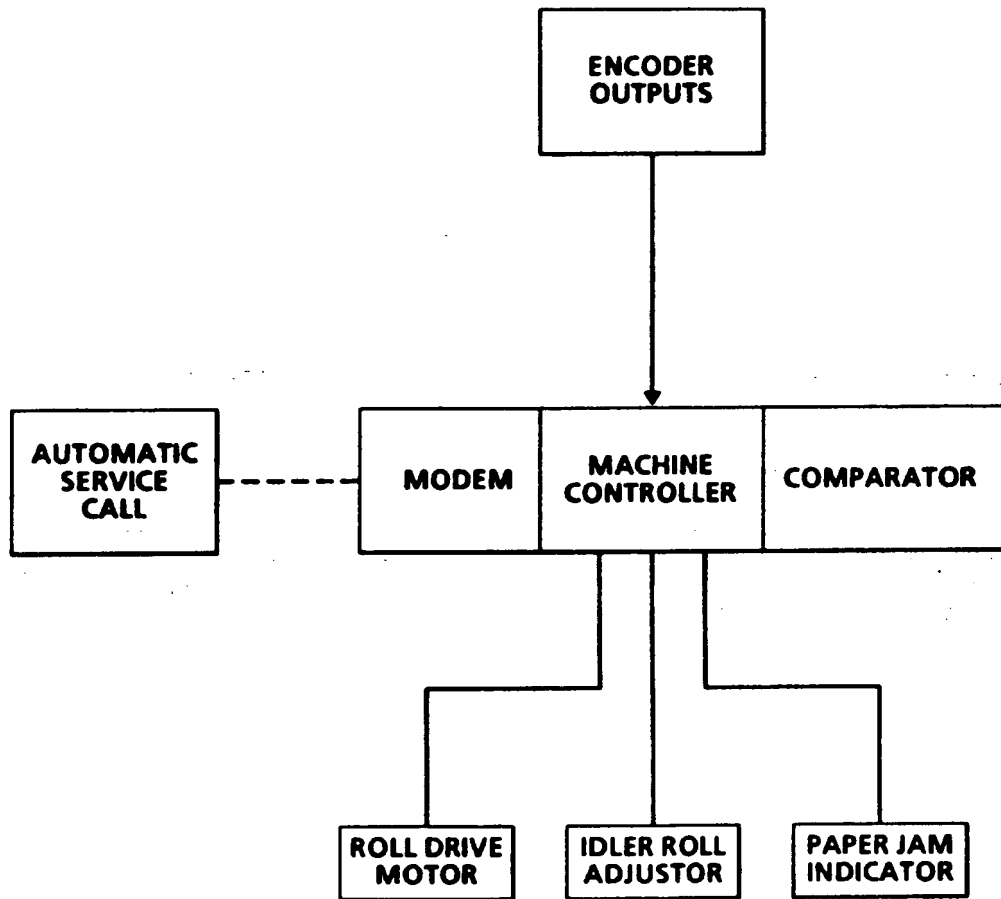 ENCODER
OUTPUTS
AUTOMATIC
SERVICE
CALL
MODEM
MACHINE
CONTROLLER
COMPARATOR
ROLL DRIVE
MOTOR
IDLER ROLL
ADJUSTOR
PAPER JAM
INDICATOR